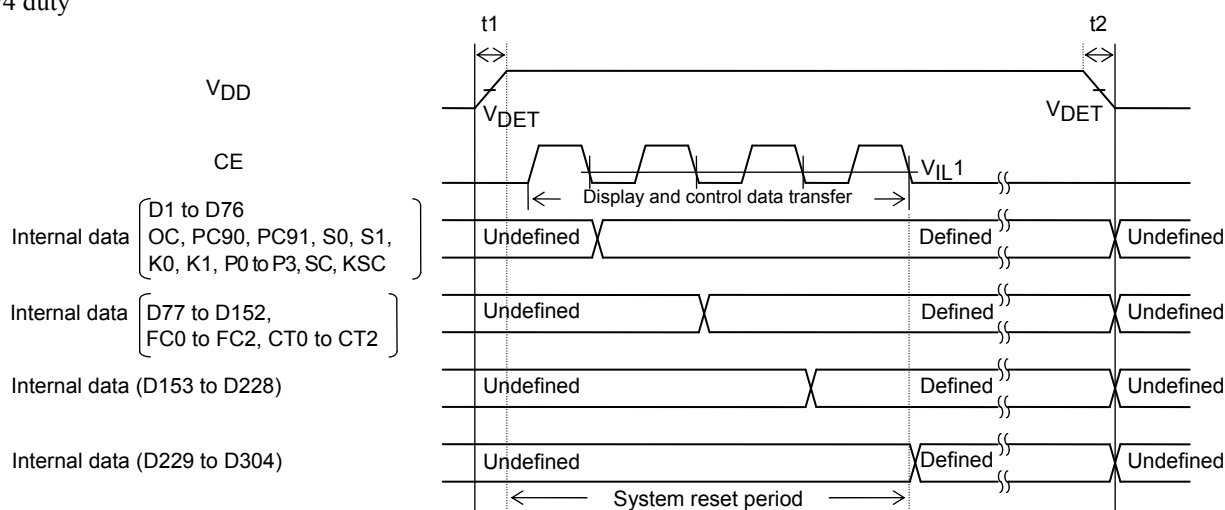 4 duty
t1 t2
VDD
VDET VDET
CE
VIL1
Display and control data transfer
Internal data D1 to D76
OC, PC90, PC91, S0, S1,
K0, K1, P0 to P3, SC, KSC
Undefined Defined Undefined
Internal data D77 to D152,
FC0 to FC2, CT0 to CT2
Undefined Defined Undefined
Internal data (D153 to D228) Undefined Defined Undefined
Internal data (D229 to D304) Undefined Defined Undefined
System reset period